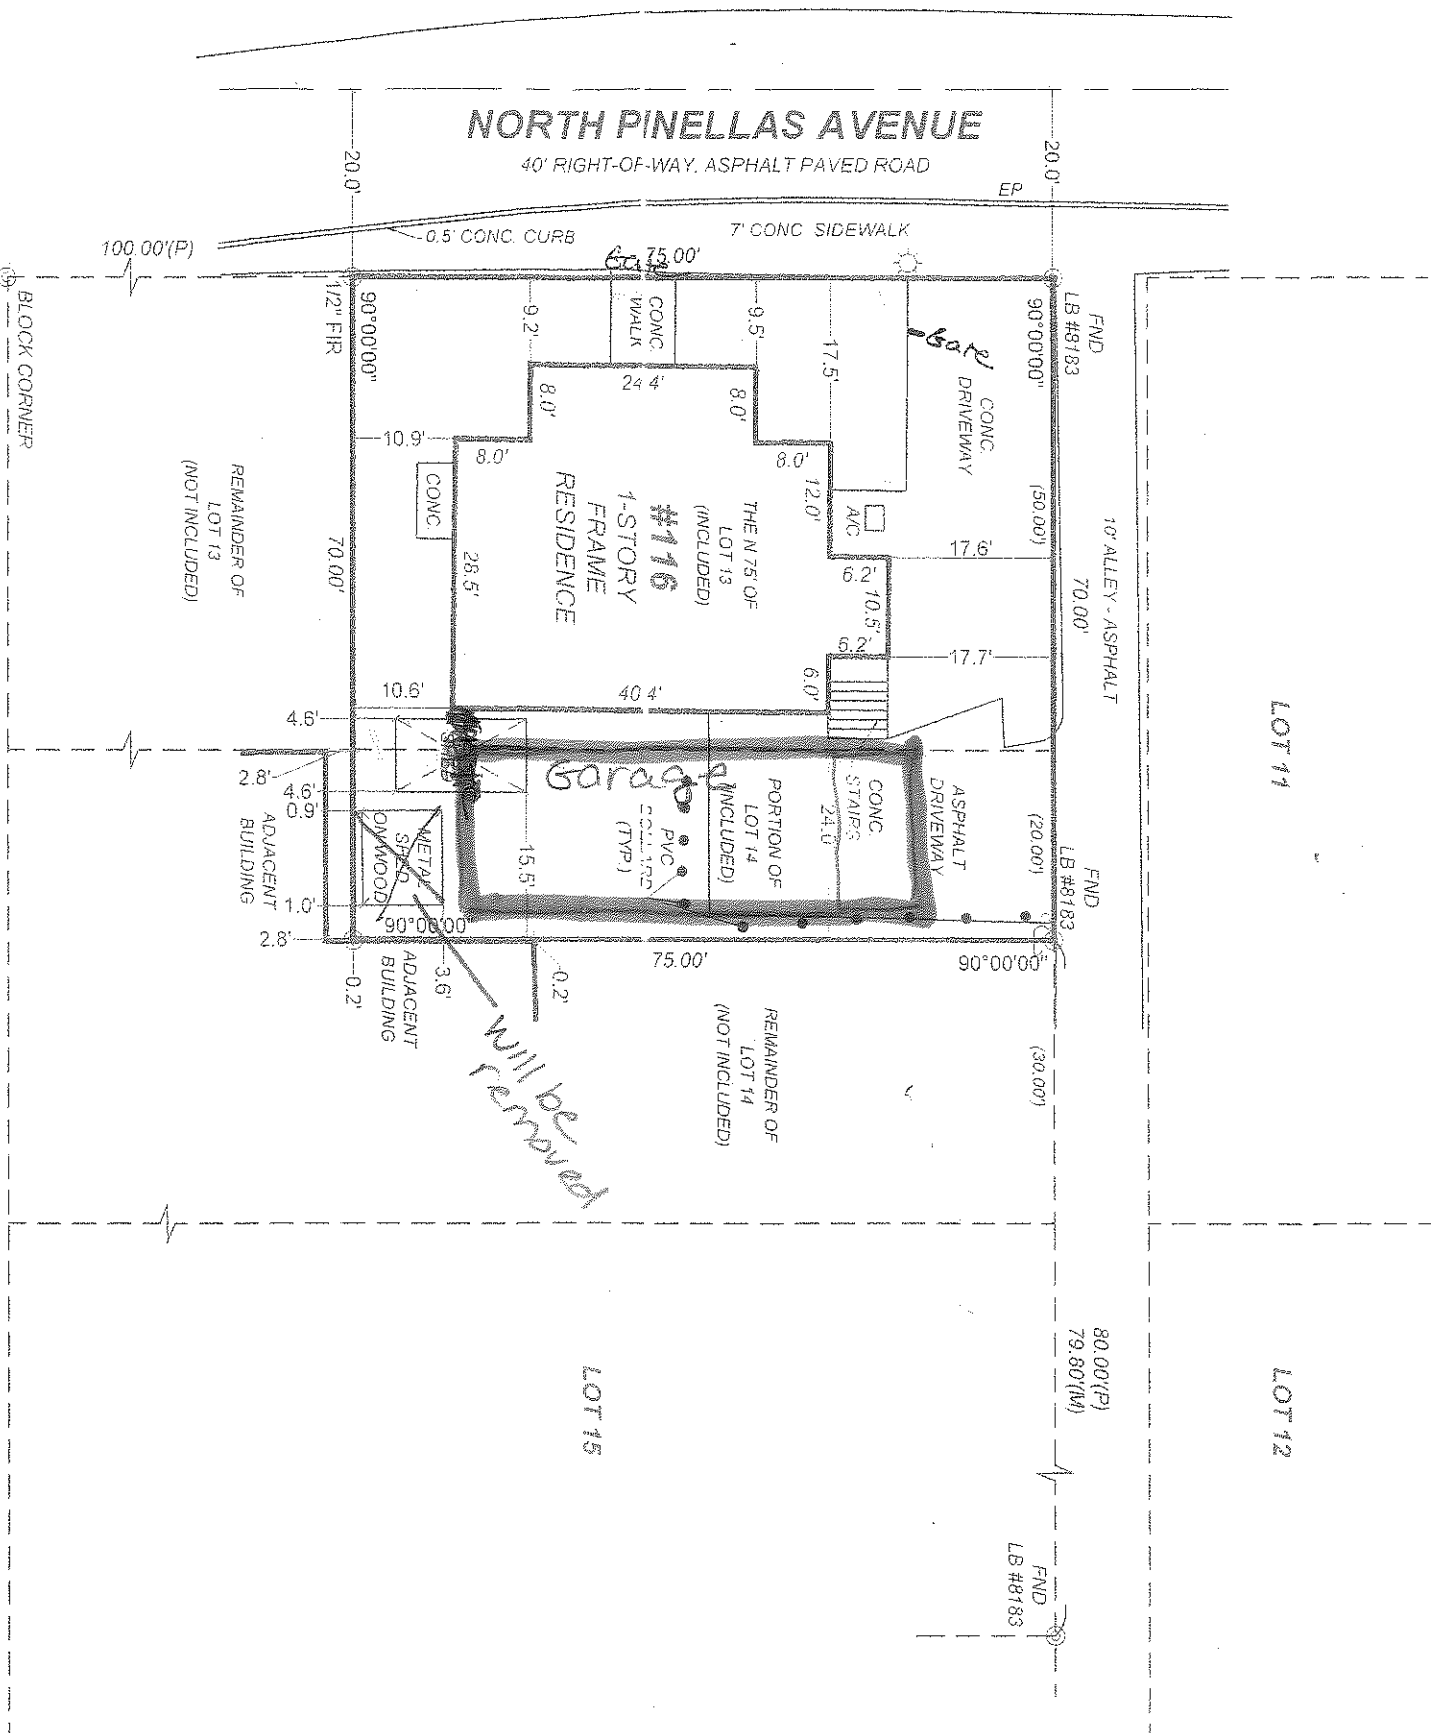 NORTH PINELLAS AVENUE
40' RIGHT-OF-WAY, ASPHALT PAVED ROAD
20.0'
20.0'
EP
0.5' CONC. CURB
7' CONC SIDEWALK
100.00'(P)
75.00'
BLOCK CORNER
1/2" FIR
90°00'00"
9.2'
CONC.
WALK
9.5'
17.5'
Gate
CONC.
DRIVEWAY
90°00'00"
FND
LB #8183
24.4'
8.0'
8.0'
10.9'
8.0'
8.0'
12.0'
A/C
(50.00')
10' ALLEY - ASPHALT
70.00'
17.6'
6.2'
10.5'
6.2'
17.7'
6.0'
CONC.
28.5'
THE N 75' OF
LOT 13
(INCLUDED)
#116
1-STORY
FRAME
RESIDENCE
REMAINDER OF
LOT 13
(NOT INCLUDED)
70.00'
10.6'
40.4'
4.6'
2.8'
4.6'
0.9'
SHED
Garage
15.5'
PVC
(TYP.)
PORTION OF
LOT 14
(INCLUDED)
24.0
CONC.
STAIRS
ASPHALT
DRIVEWAY
(20.00')
FND
LB #8183
ADJACENT
BUILDING
METAL
SHED
ON WOOD
1.0'
2.8'
90°00'00"
75.00'
90°00'00"
0.2'
3.6'
0.2'
ADJACENT
BUILDING
will be
removed
REMAINDER OF
LOT 14
(NOT INCLUDED)
(30.00')
LOT 11
LOT 12
LOT 15
80.00'(P)
79.80'(M)
FND
LB #8183